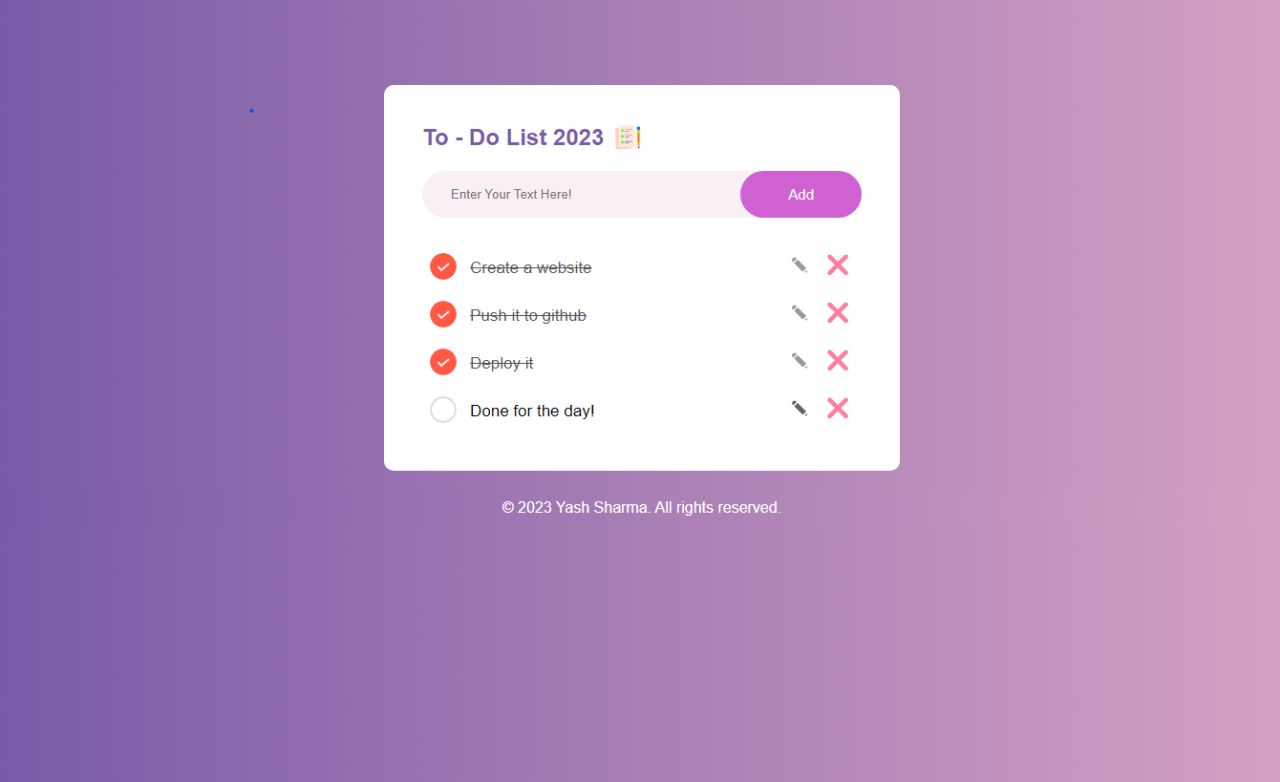 To - Do List 2023
Enter Your Text Here!
Add
Create a website
Push it to github
Deploy it
Done for the day!
© 2023 Yash Sharma. All rights reserved.